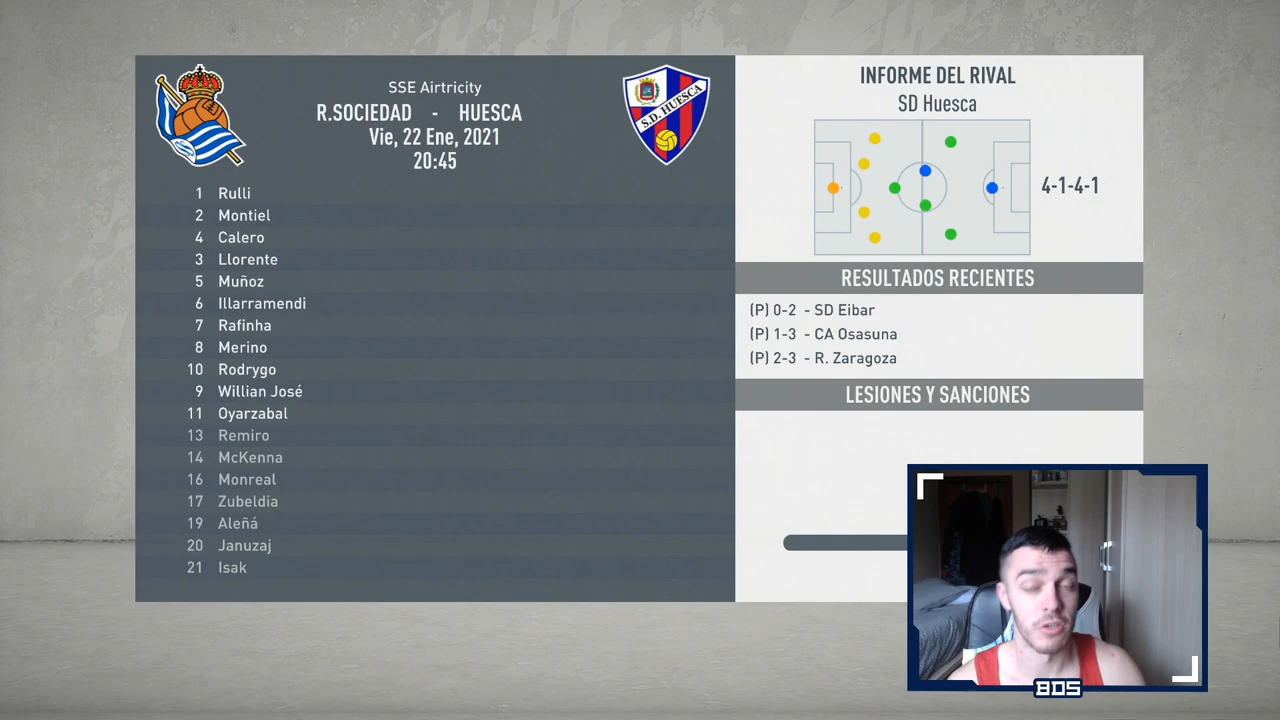 SSE Airtricity
R.SOCIEDAD - HUESCA
Vie, 22 Ene, 2021
20:45
S.D. HUESCA
1 Rulli
2 Montiel
4 Calero
3 Llorente
5 Muñoz
6 Illarramendi
7 Rafinha
8 Merino
10 Rodrygo
9 Willian José
11 Oyarzabal
13 Remiro
14 McKenna
16 Monreal
17 Zubeldia
19 Aleñá
20 Januzaj
21 Isak
INFORME DEL RIVAL
SD Huesca
4-1-4-1
RESULTADOS RECIENTES
(P) 0-2 - SD Eibar
(P) 1-3 - CA Osasuna
(P) 2-3 - R. Zaragoza
LESIONES Y SANCIONES
BDS